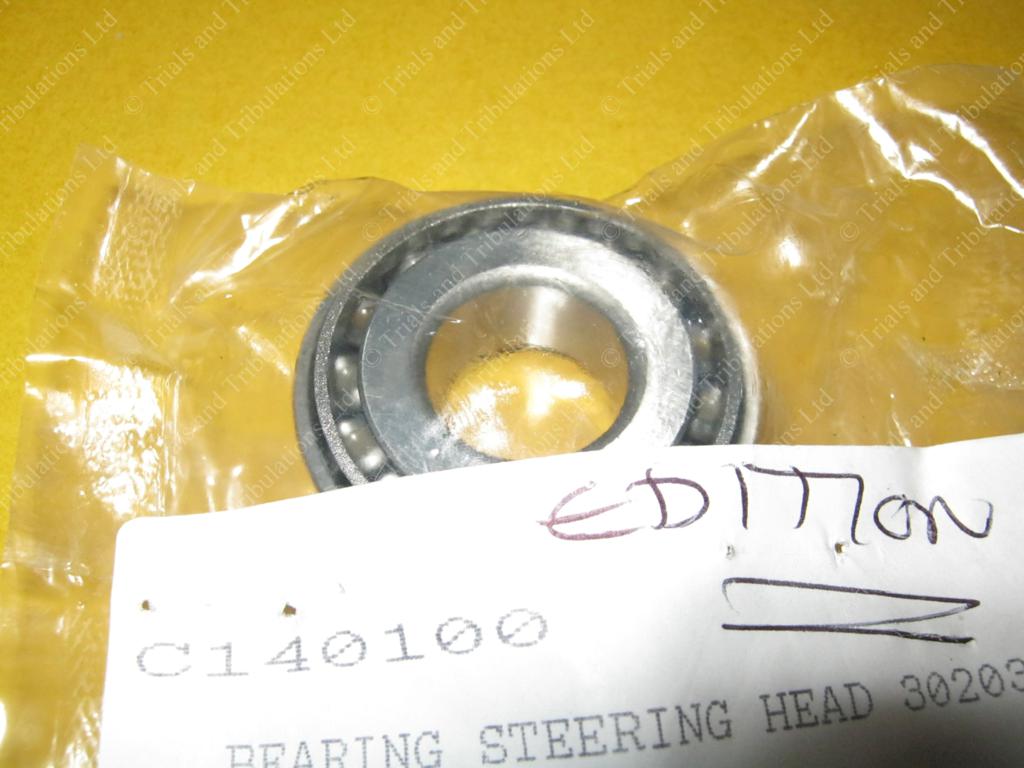 EDITION
C140100
BEARING STEERING HEAD 30203
© Trials and Tribulations Ltd